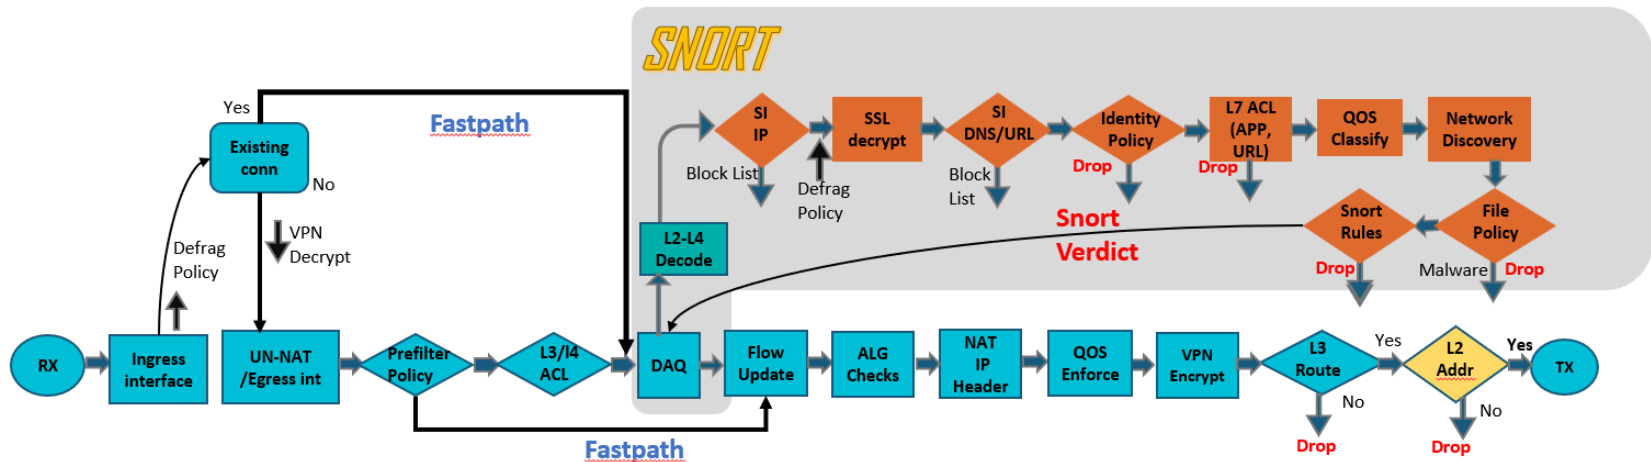 SNORT
Yes
Fastpath
Existing
conn
No
VPN
Decrypt
Defrag
Policy
SI
IP
Block List
SSL
decrypt
Defrag
Policy
SI
DNS/URL
Block
List
Identity
Policy
Drop
L7 ACL
(APP,
URL)
Drop
QOS
Classify
Network
Discovery
L2-L4
Decode
Snort
Verdict
Snort
Rules
Drop
File
Policy
Malware
Drop
RX
Ingress
interface
UN-NAT
/Egress int
Prefilter
Policy
L3/l4
ACL
DAQ
Flow
Update
ALG
Checks
NAT
IP
Header
QOS
Enforce
VPN
Encrypt
L3
Route
Yes
No
Drop
L2
Addr
Yes
No
Drop
TX
Fastpath